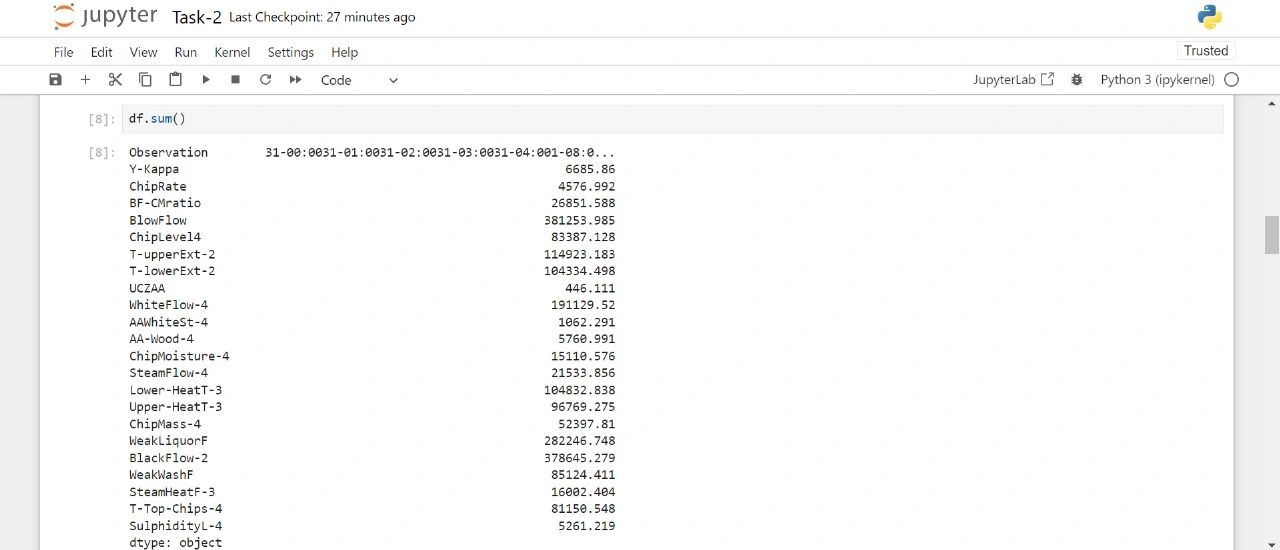 jupyter Task-2 Last Checkpoint: 27 minutes ago
File Edit View Run Kernel Settings Help Trusted
Code JupyterLab Python 3 (ipykernel)
[8]: df.sum()
[8]: Observation 31-00:0031-01:0031-02:0031-03:0031-04:001-08:0...
Y-Kappa 6685.86
ChipRate 4576.992
BF-CMratio 26851.588
BlowFlow 381253.985
ChipLevel4 83387.128
T-upperExt-2 114923.183
T-lowerExt-2 104334.498
UCZAA 446.111
WhiteFlow-4 191129.52
AAWhiteSt-4 1062.291
AA-Wood-4 5760.991
ChipMoisture-4 15110.576
SteamFlow-4 21533.856
Lower-HeatT-3 104832.838
Upper-HeatT-3 96769.275
ChipMass-4 52397.81
WeakLiquorF 282246.748
BlackFlow-2 378645.279
WeakWashF 85124.411
SteamHeatF-3 16002.404
T-Top-Chips-4 81150.548
SulphidityL-4 5261.219
dtype: object